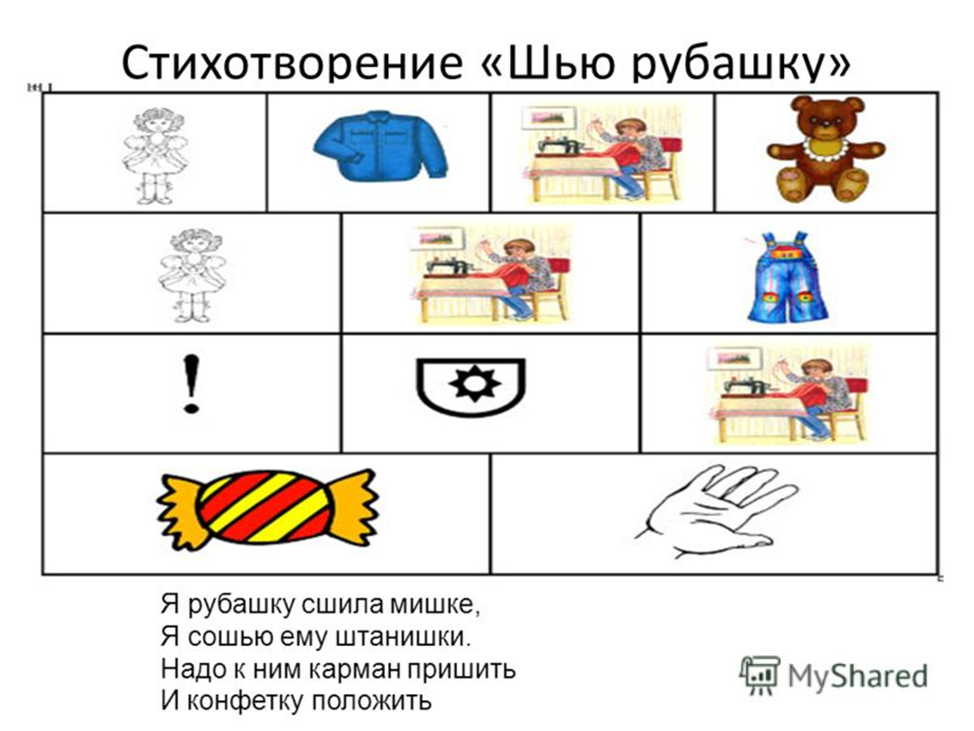 Стихотворение «Шью рубашку»
!
Я рубашку сшила мишке,
Я сошью ему штанишки.
Надо к ним карман пришить
И конфетку положить
MyShared